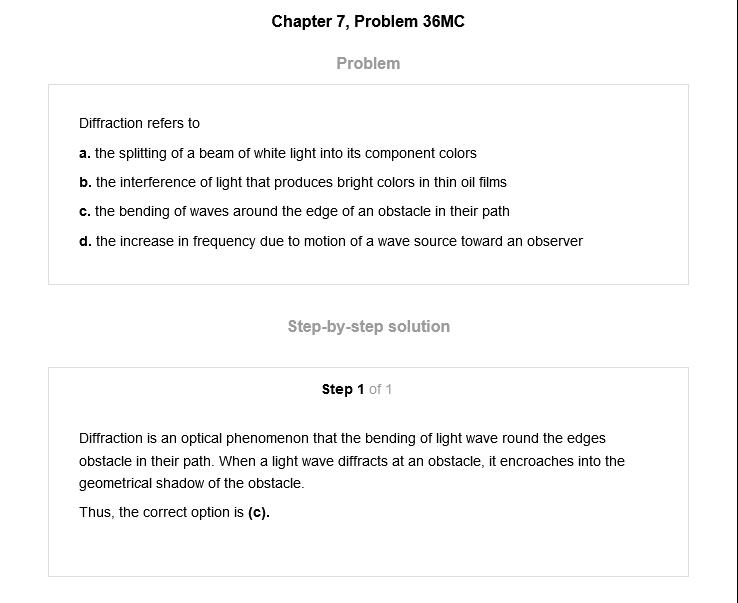 Chapter 7, Problem 36MC
Problem
Diffraction refers to
a. the splitting of a beam of white light into its component colors
b. the interference of light that produces bright colors in thin oil films
c. the bending of waves around the edge of an obstacle in their path
d. the increase in frequency due to motion of a wave source toward an observer
Step-by-step solution
Step 1 of 1
Diffraction is an optical phenomenon that the bending of light wave round the edges
obstacle in their path. When a light wave diffracts at an obstacle, it encroaches into the
geometrical shadow of the obstacle.
Thus, the correct option is (c).